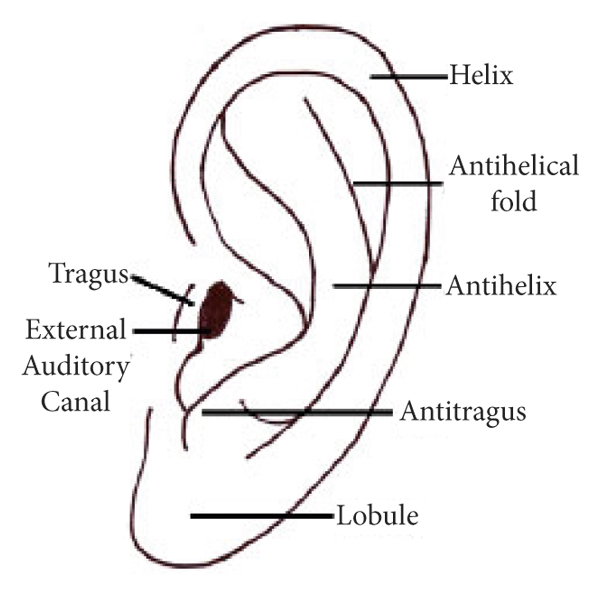 Helix
Antihelical
fold
Tragus
Antihelix
External
Auditory
Canal
Antitragus
Lobule